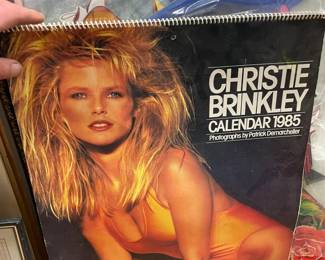 CHRISTIE
BRINKLEY
CALENDAR 1985
Photographs by Patrick Demarchelier